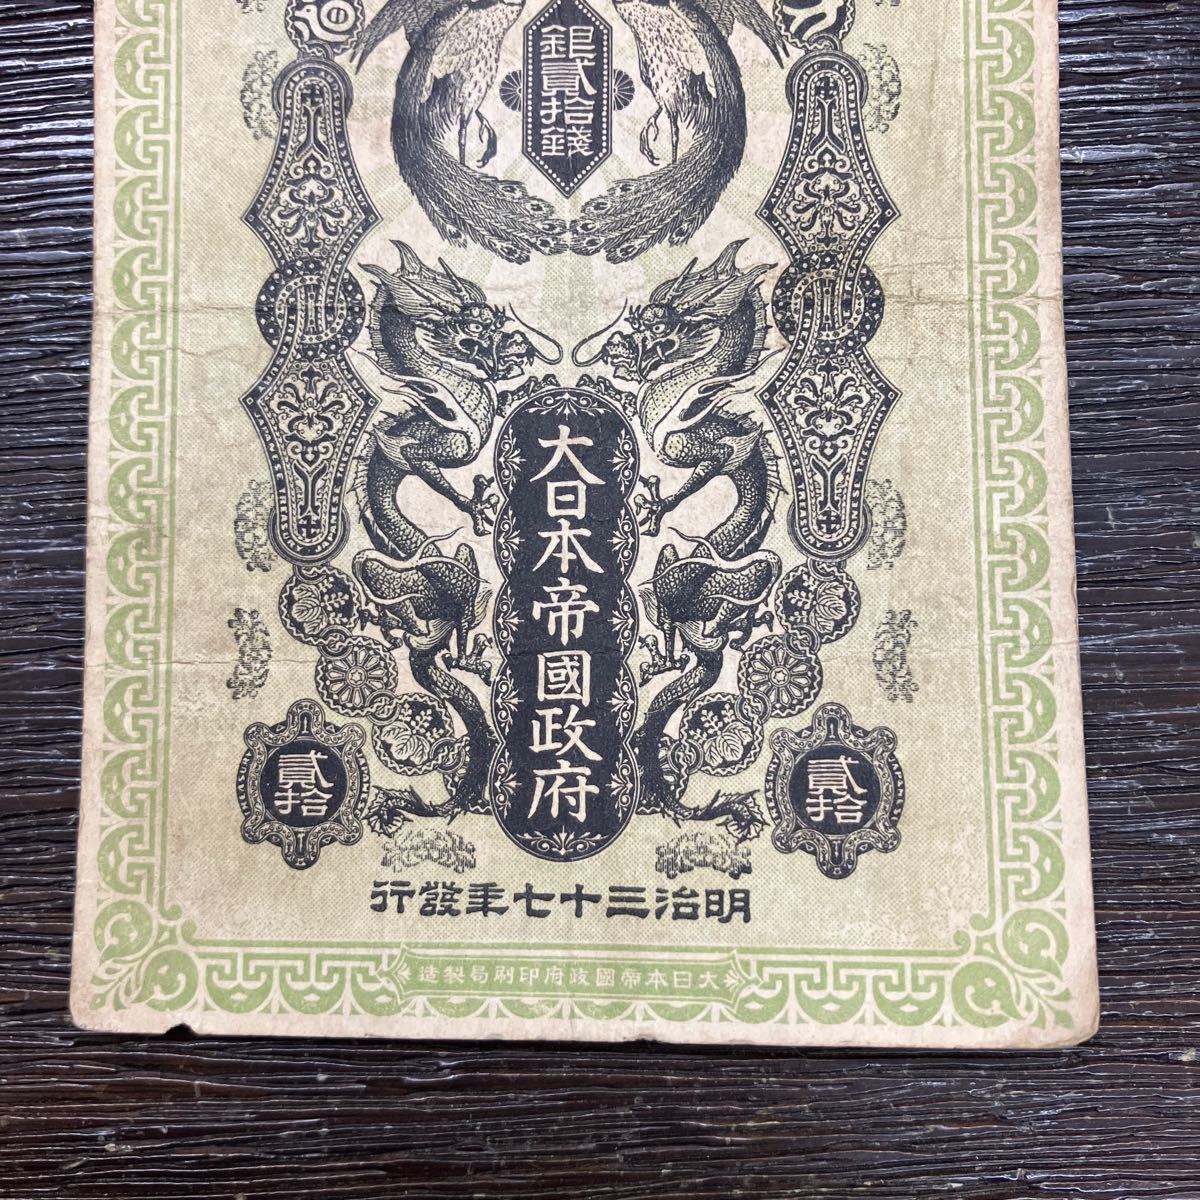 銀貳拾錢
大日本帝國政府
貳拾
貳拾
明治三十七年發行
大日本帝國政府印刷局製造